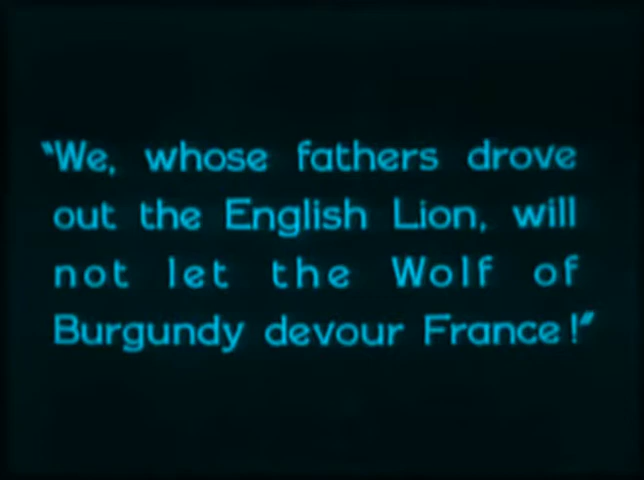 "We, whose fathers drove
out the English Lion, will
not let the Wolf of
Burgundy devour France!"